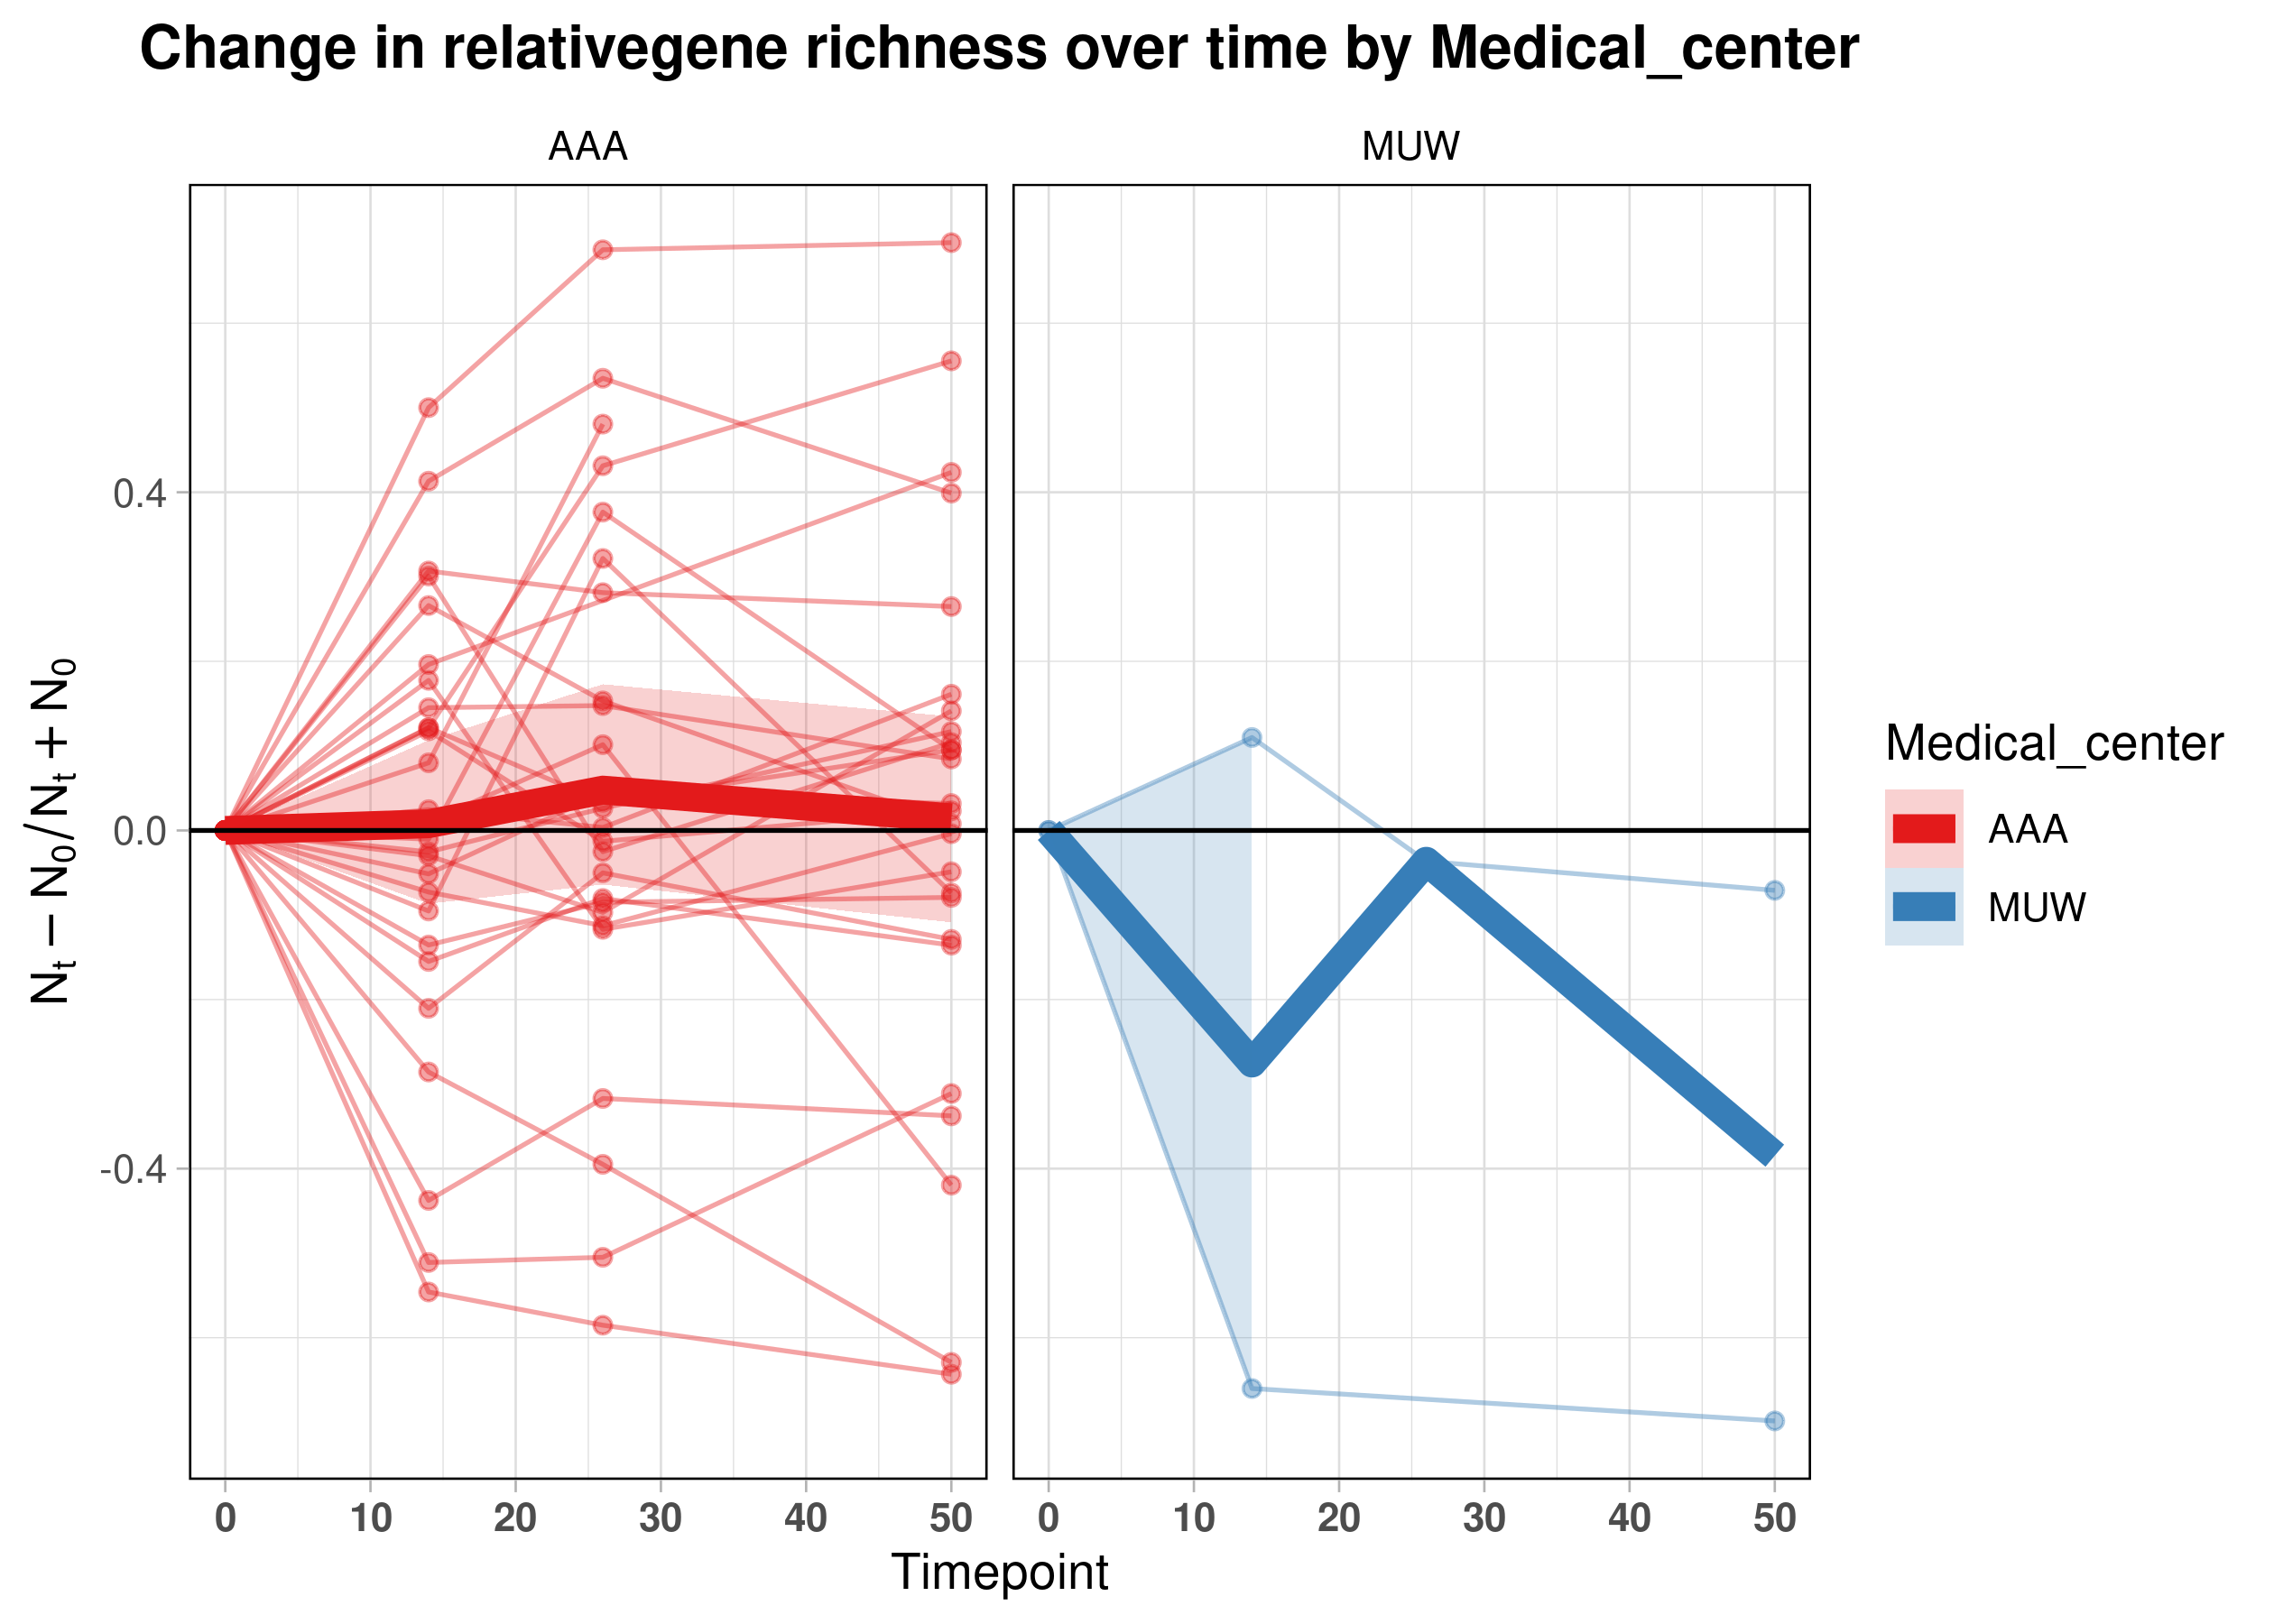 Change in relativegene richness over time by Medical_center
AAA
MUW
Nt − N0/Nt + N0
0.4
0.0
-0.4
0 10 20 30 40 50
0 10 20 30 40 50
Timepoint
Medical_center
AAA
MUW